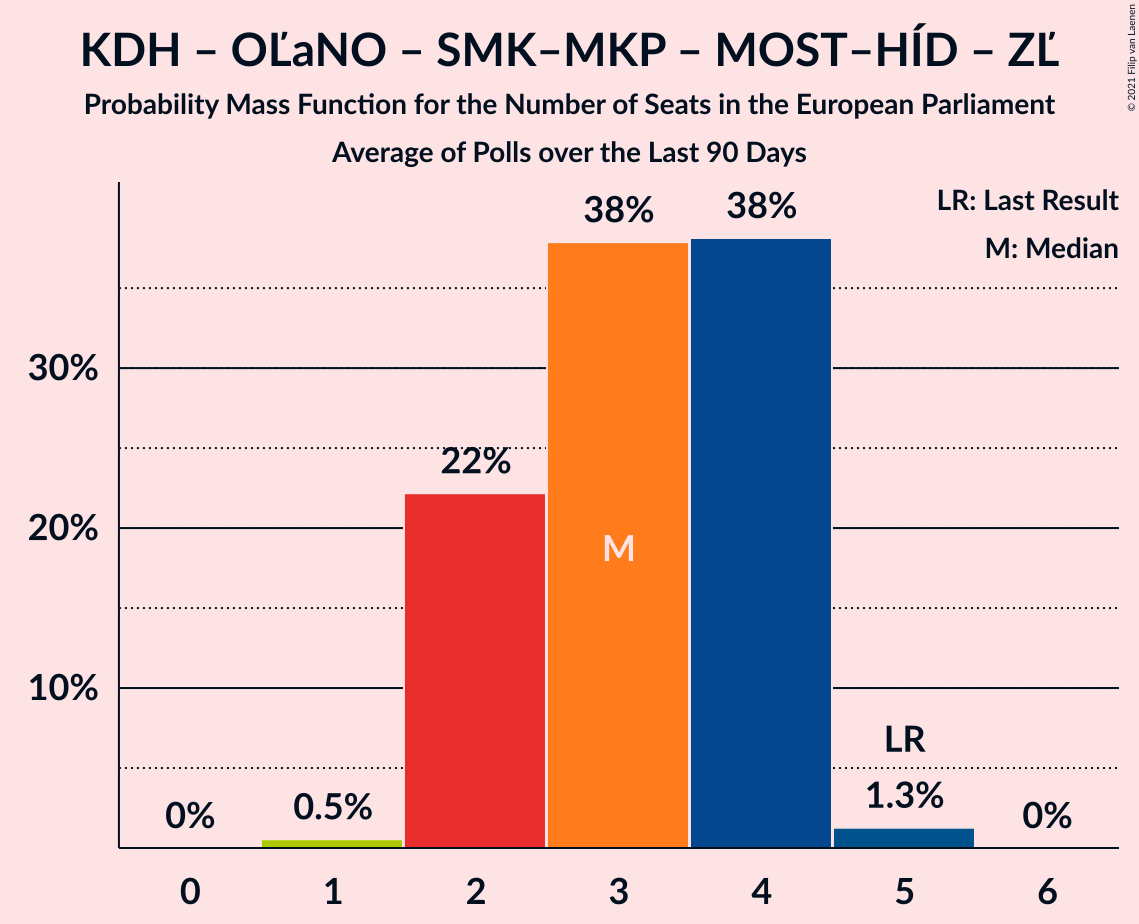 KDH – OĽaNO – SMK–MKP – MOST–HÍD – ZĽ
Probability Mass Function for the Number of Seats in the European Parliament
Average of Polls over the Last 90 Days
© 2021 Filip van Laenen
LR: Last Result
M: Median
38%
38%
30%
22%
20%
M
10%
LR
0%
0.5%
1.3%
0%
0 1 2 3 4 5 6